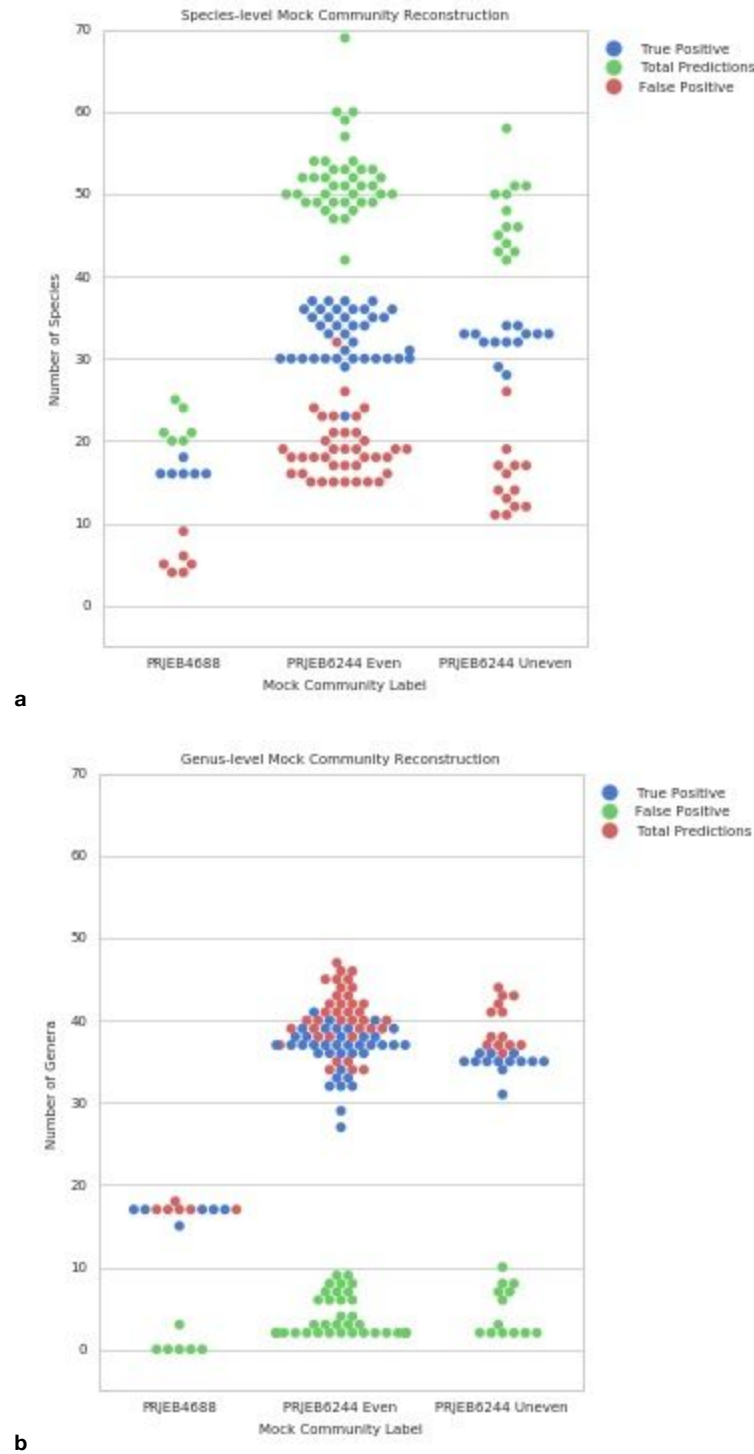 Species-level Mock Community Reconstruction
70
60
50
40
30
20
10
0
Number of Species
True Positive
Total Predictions
False Positive
PRJEB4688
PRJEB6244 Even
PRJEB6244 Uneven
Mock Community Label
a
Genus-level Mock Community Reconstruction
70
60
50
40
30
20
10
0
Number of Genera
True Positive
False Positive
Total Predictions
PRJEB4688
PRJEB6244 Even
PRJEB6244 Uneven
Mock Community Label
b